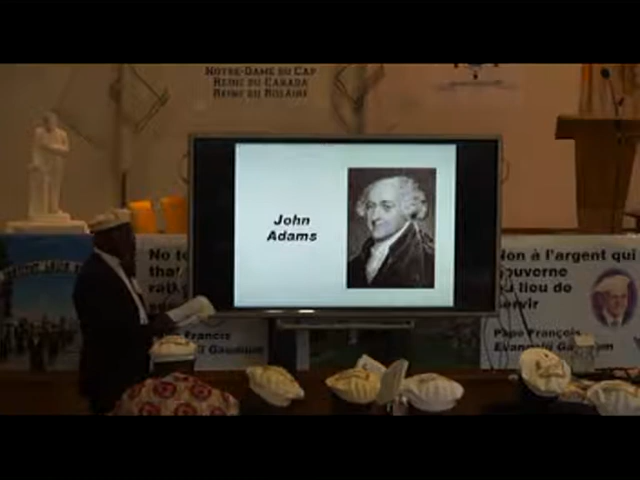 NOTRE-DAME DU CAP
REINE DU CANADA
REINE DU ROSAIRE
John
Adams
No to
that
Francis
Gaudium
Non à l'argent qui
gouverne
au lieu de
servir
Pape François
Evangelii Gaudium